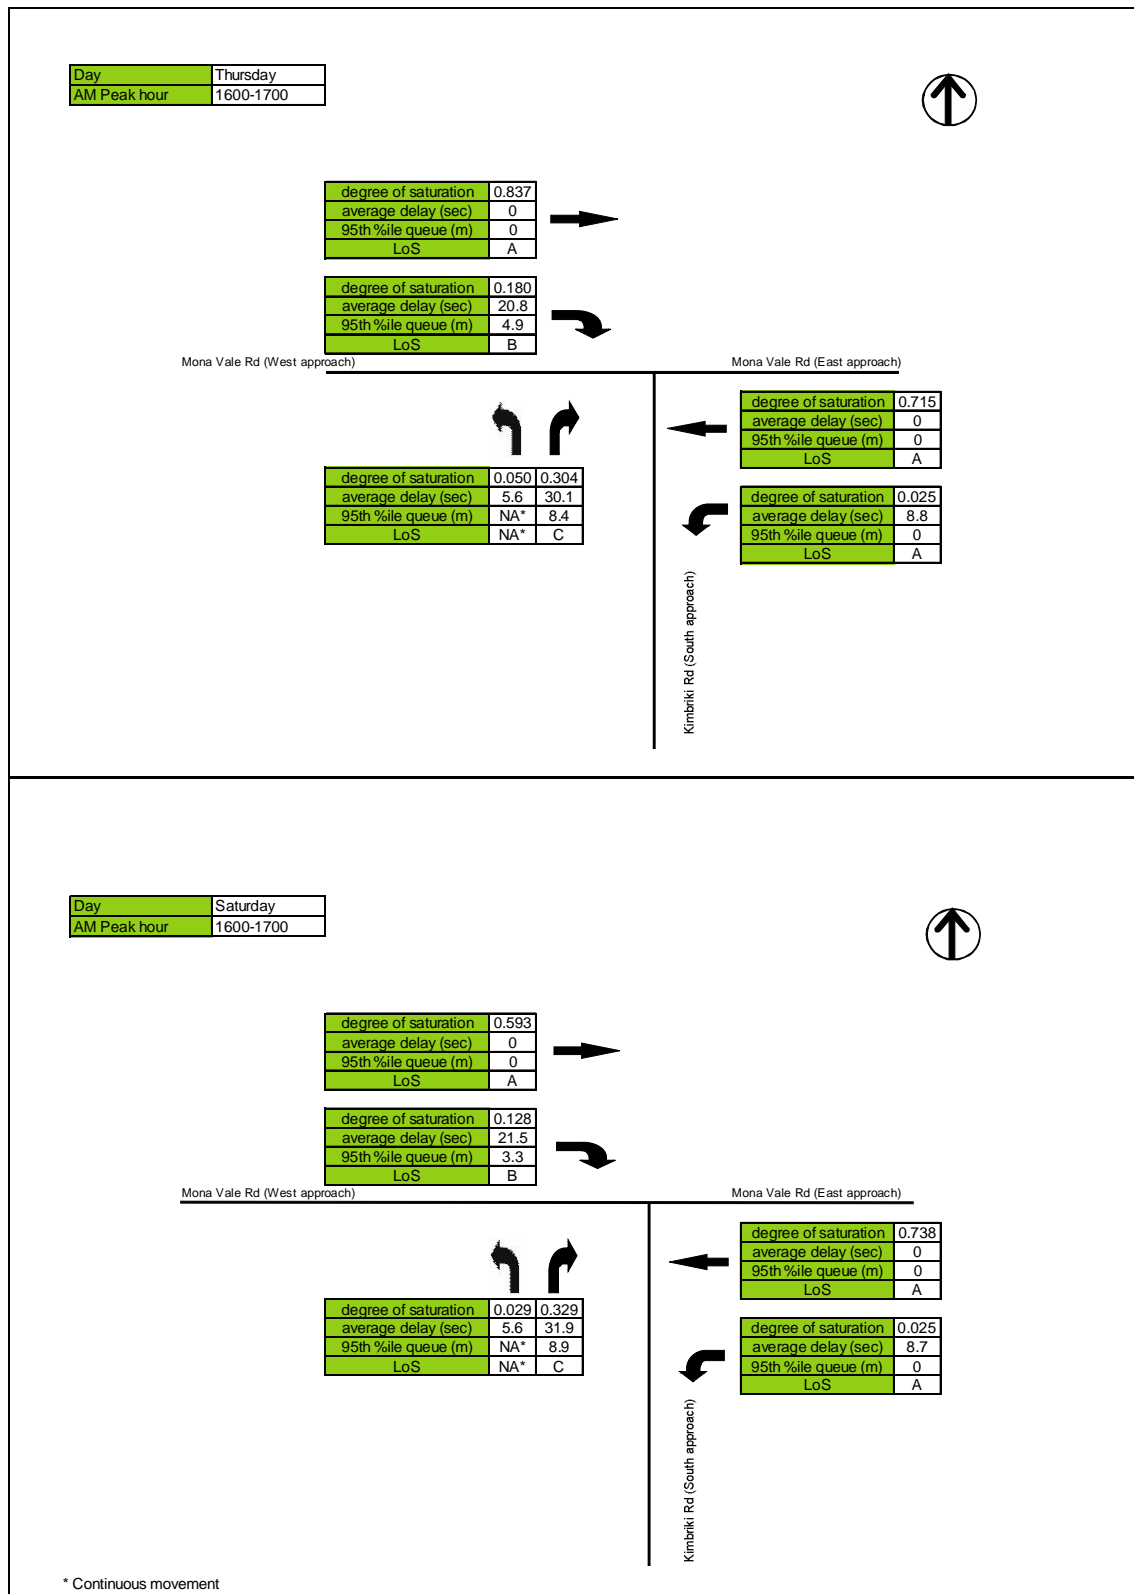 Day Thursday
AM Peak hour 1600-1700
degree of saturation 0.837
average delay (sec) 0
95th %ile queue (m) 0
LoS A
degree of saturation 0.180
average delay (sec) 20.8
95th %ile queue (m) 4.9
LoS B
Mona Vale Rd (West approach)
Mona Vale Rd (East approach)
degree of saturation 0.715
average delay (sec) 0
95th %ile queue (m) 0
LoS A
degree of saturation 0.050 0.304
average delay (sec) 5.6 30.1
95th %ile queue (m) NA* 8.4
LoS NA* C
degree of saturation 0.025
average delay (sec) 8.8
95th %ile queue (m) 0
LoS A
Kimbriki Rd (South approach)
Day Saturday
AM Peak hour 1600-1700
degree of saturation 0.593
average delay (sec) 0
95th %ile queue (m) 0
LoS A
degree of saturation 0.128
average delay (sec) 21.5
95th %ile queue (m) 3.3
LoS B
Mona Vale Rd (West approach)
Mona Vale Rd (East approach)
degree of saturation 0.738
average delay (sec) 0
95th %ile queue (m) 0
LoS A
degree of saturation 0.029 0.329
average delay (sec) 5.6 31.9
95th %ile queue (m) NA* 8.9
LoS NA* C
degree of saturation 0.025
average delay (sec) 8.7
95th %ile queue (m) 0
LoS A
Kimbriki Rd (South approach)
* Continuous movement